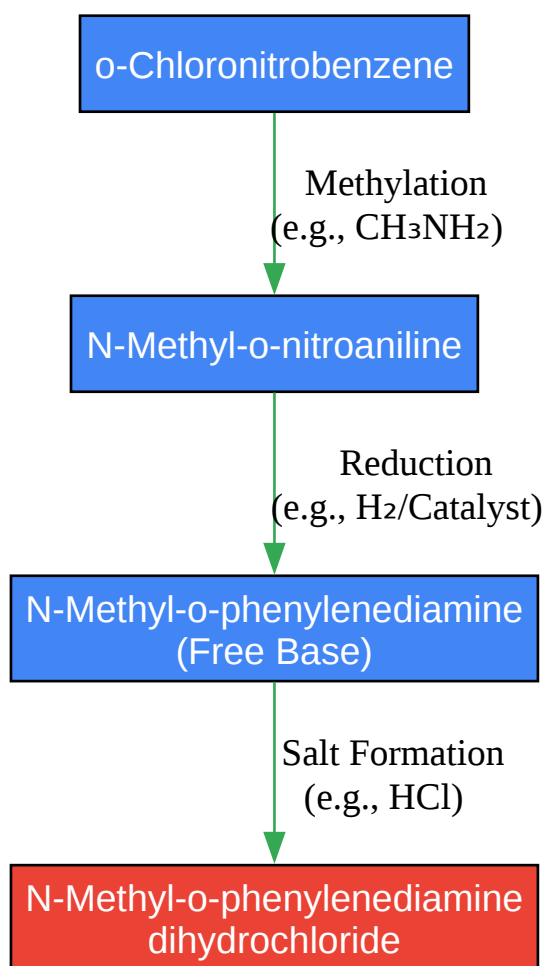 o-Chloronitrobenzene
Methylation
(e.g., CH₃NH₂)
N-Methyl-o-nitroaniline
Reduction
(e.g., H₂/Catalyst)
N-Methyl-o-phenylenediamine
(Free Base)
Salt Formation
(e.g., HCl)
N-Methyl-o-phenylenediamine
dihydrochloride